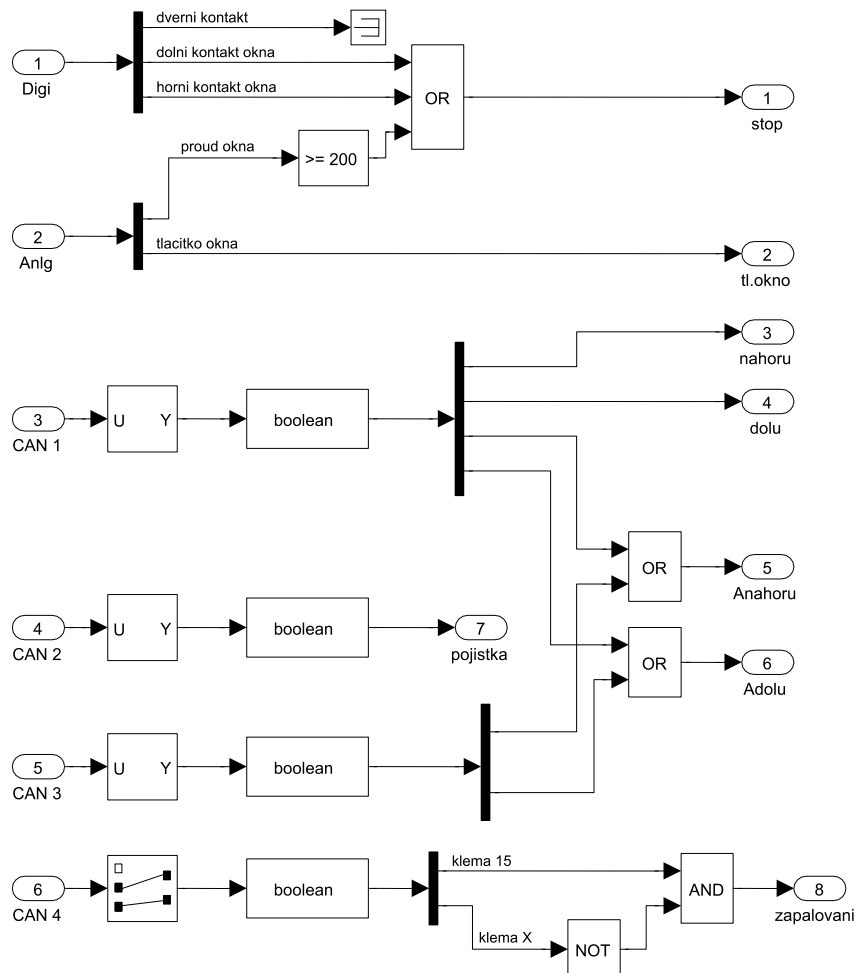 dverni kontakt
1
Digi
dolni kontakt okna
horni kontakt okna
OR
1
stop
proud okna
>= 200
2
Anlg
tlacitko okna
2
tl.okno
3
nahoru
4
dolu
3
CAN 1
U Y
boolean
OR
5
Anahoru
4
CAN 2
U Y
boolean
7
pojistka
OR
6
Adolu
5
CAN 3
U Y
boolean
6
CAN 4
boolean
klema 15
klema X
NOT
AND
8
zapalovani